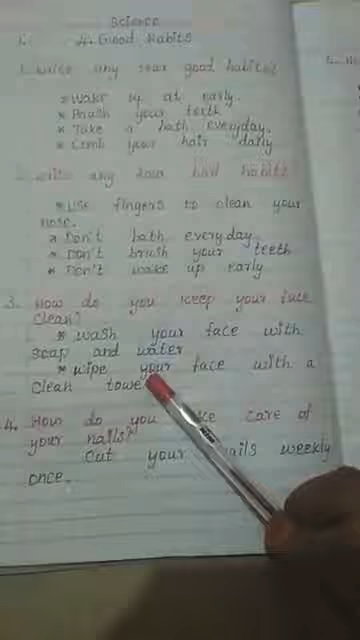 Science
4. Good Habits
1. Write any four good habits?
* Wake up at early.
* Brush your teeth
* Take a bath everyday.
* Comb your hair daily
2. Write any four bad habits?
* Use fingers to clean your
nose.
* Don't bath everyday.
* Don't brush your teeth
* Don't wake up early
3. How do you keep your face
clean?
* wash your face with
soap and water
* wipe your face with a
clean towe
4. How do you ke care of
your nails?
Cut your nails weekly
once.